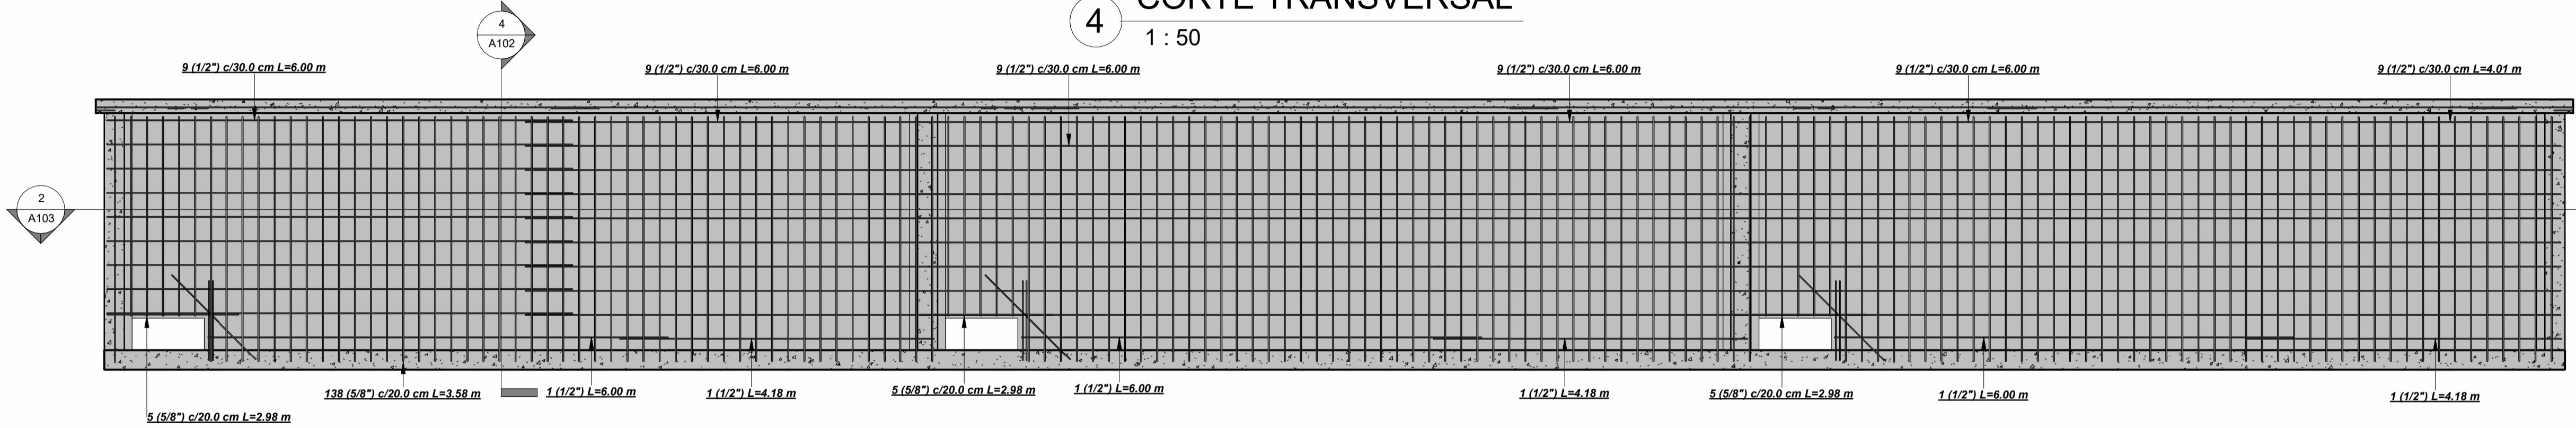 4
CORTE TRANSVERSAL
1 : 50
4
A102
9 (1/2") c/30.0 cm L=6.00 m
9 (1/2") c/30.0 cm L=6.00 m
9 (1/2") c/30.0 cm L=6.00 m
9 (1/2") c/30.0 cm L=6.00 m
9 (1/2") c/30.0 cm L=6.00 m
9 (1/2") c/30.0 cm L=4.01 m
2
A103
5 (5/8") c/20.0 cm L=2.98 m
138 (5/8") c/20.0 cm L=3.58 m
1 (1/2") L=6.00 m
1 (1/2") L=4.18 m
5 (5/8") c/20.0 cm L=2.98 m
1 (1/2") L=6.00 m
1 (1/2") L=4.18 m
5 (5/8") c/20.0 cm L=2.98 m
1 (1/2") L=6.00 m
1 (1/2") L=4.18 m